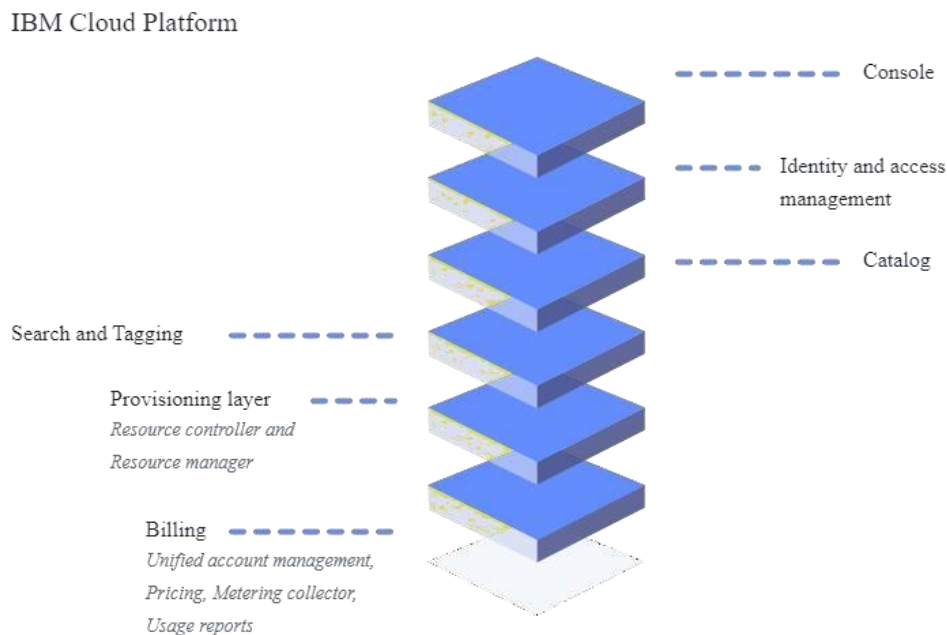 IBM Cloud Platform
Console
Identity and access
management
Catalog
Search and Tagging
Provisioning layer
Resource controller and
Resource manager
Billing
Unified account management,
Pricing, Metering collector,
Usage reports